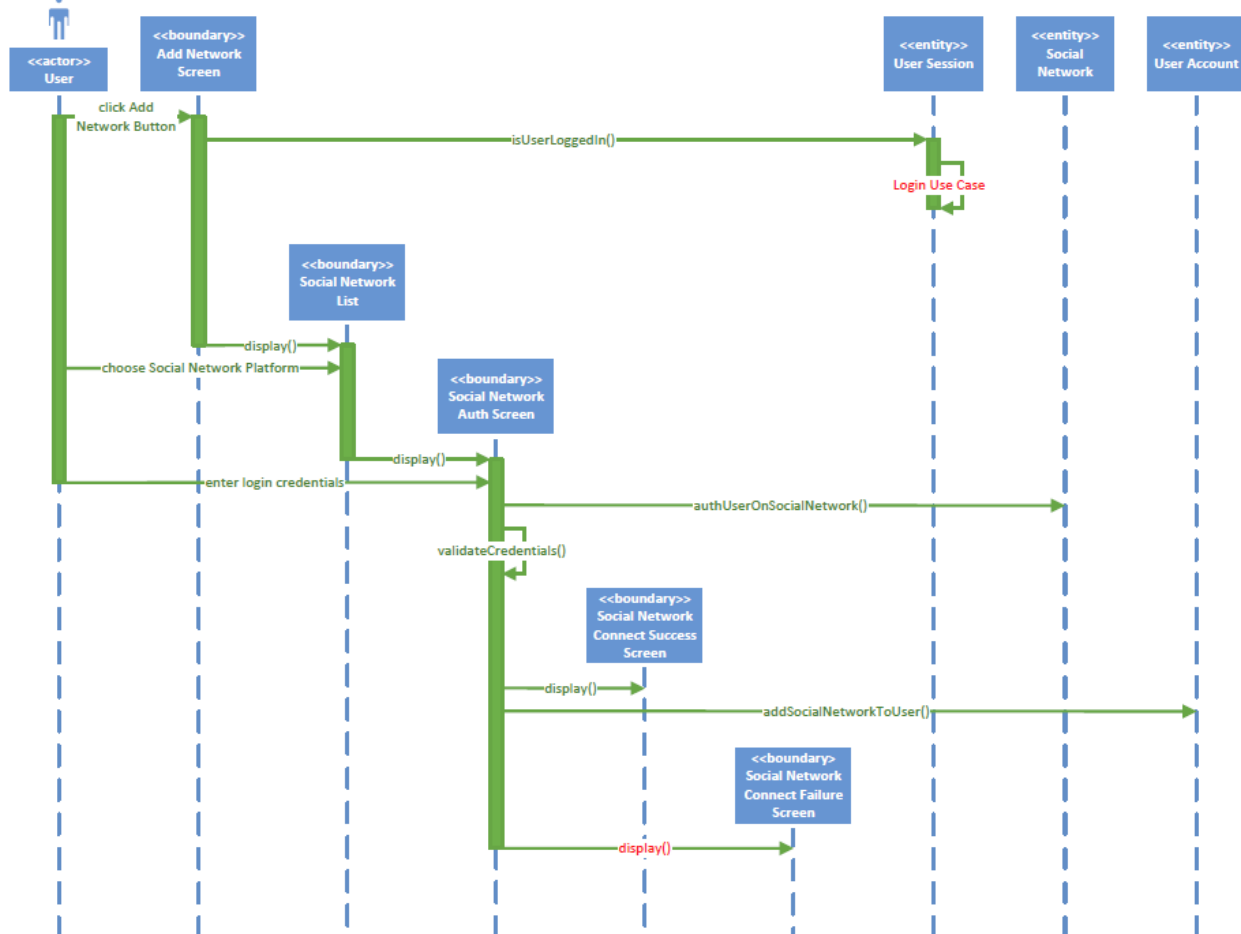 <<actor>>
User
<<boundary>>
Add Network
Screen
<<entity>>
User Session
<<entity>>
Social
Network
<<entity>>
User Account
click Add
Network Button
isUserLoggedIn()
Login Use Case
<<boundary>>
Social Network
List
display()
choose Social Network Platform
<<boundary>>
Social Network
Auth Screen
display()
enter login credentials
authUserOnSocialNetwork()
validateCredentials()
<<boundary>>
Social Network
Connect Success
Screen
display()
addSocialNetworkToUser()
<<boundary>
Social Network
Connect Failure
Screen
display()